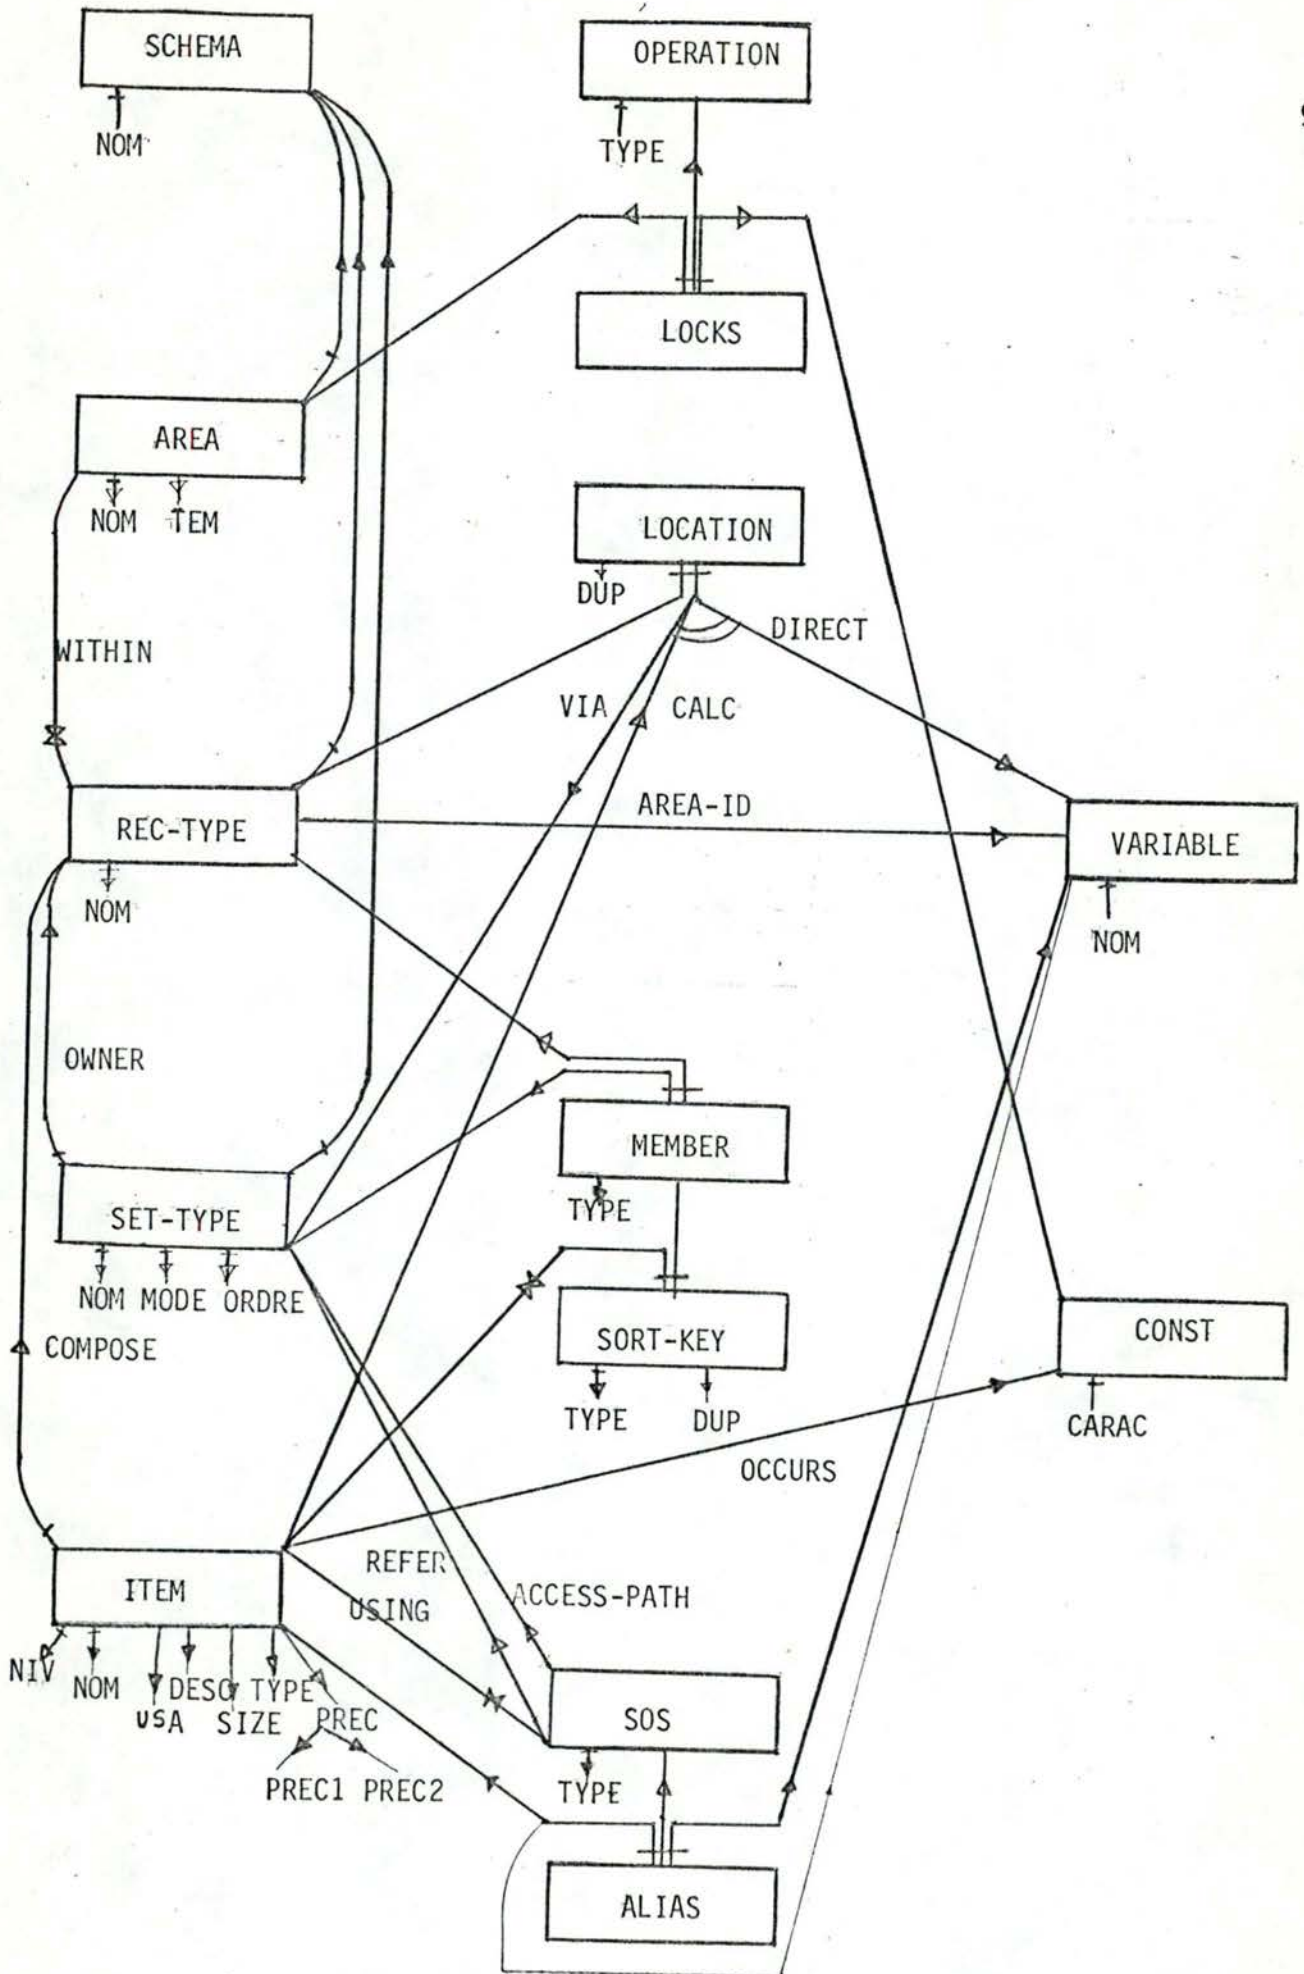 SCHEMA
OPERATION
NOM
TYPE
LOCKS
AREA
NOM TEM
LOCATION
DUP
DIRECT
WITHIN
VIA CALC
AREA-ID
REC-TYPE
VARIABLE
NOM
NOM
OWNER
MEMBER
TYPE
SET-TYPE
NOM MODE ORDRE
SORT-KEY
CONST
COMPOSE
TYPE DUP
CARAC
OCCURS
REFER
ITEM
ACCESS-PATH
USING
NIV NOM USA DESC SIZE TYPE PREC
SOS
PREC1 PREC2
TYPE
ALIAS